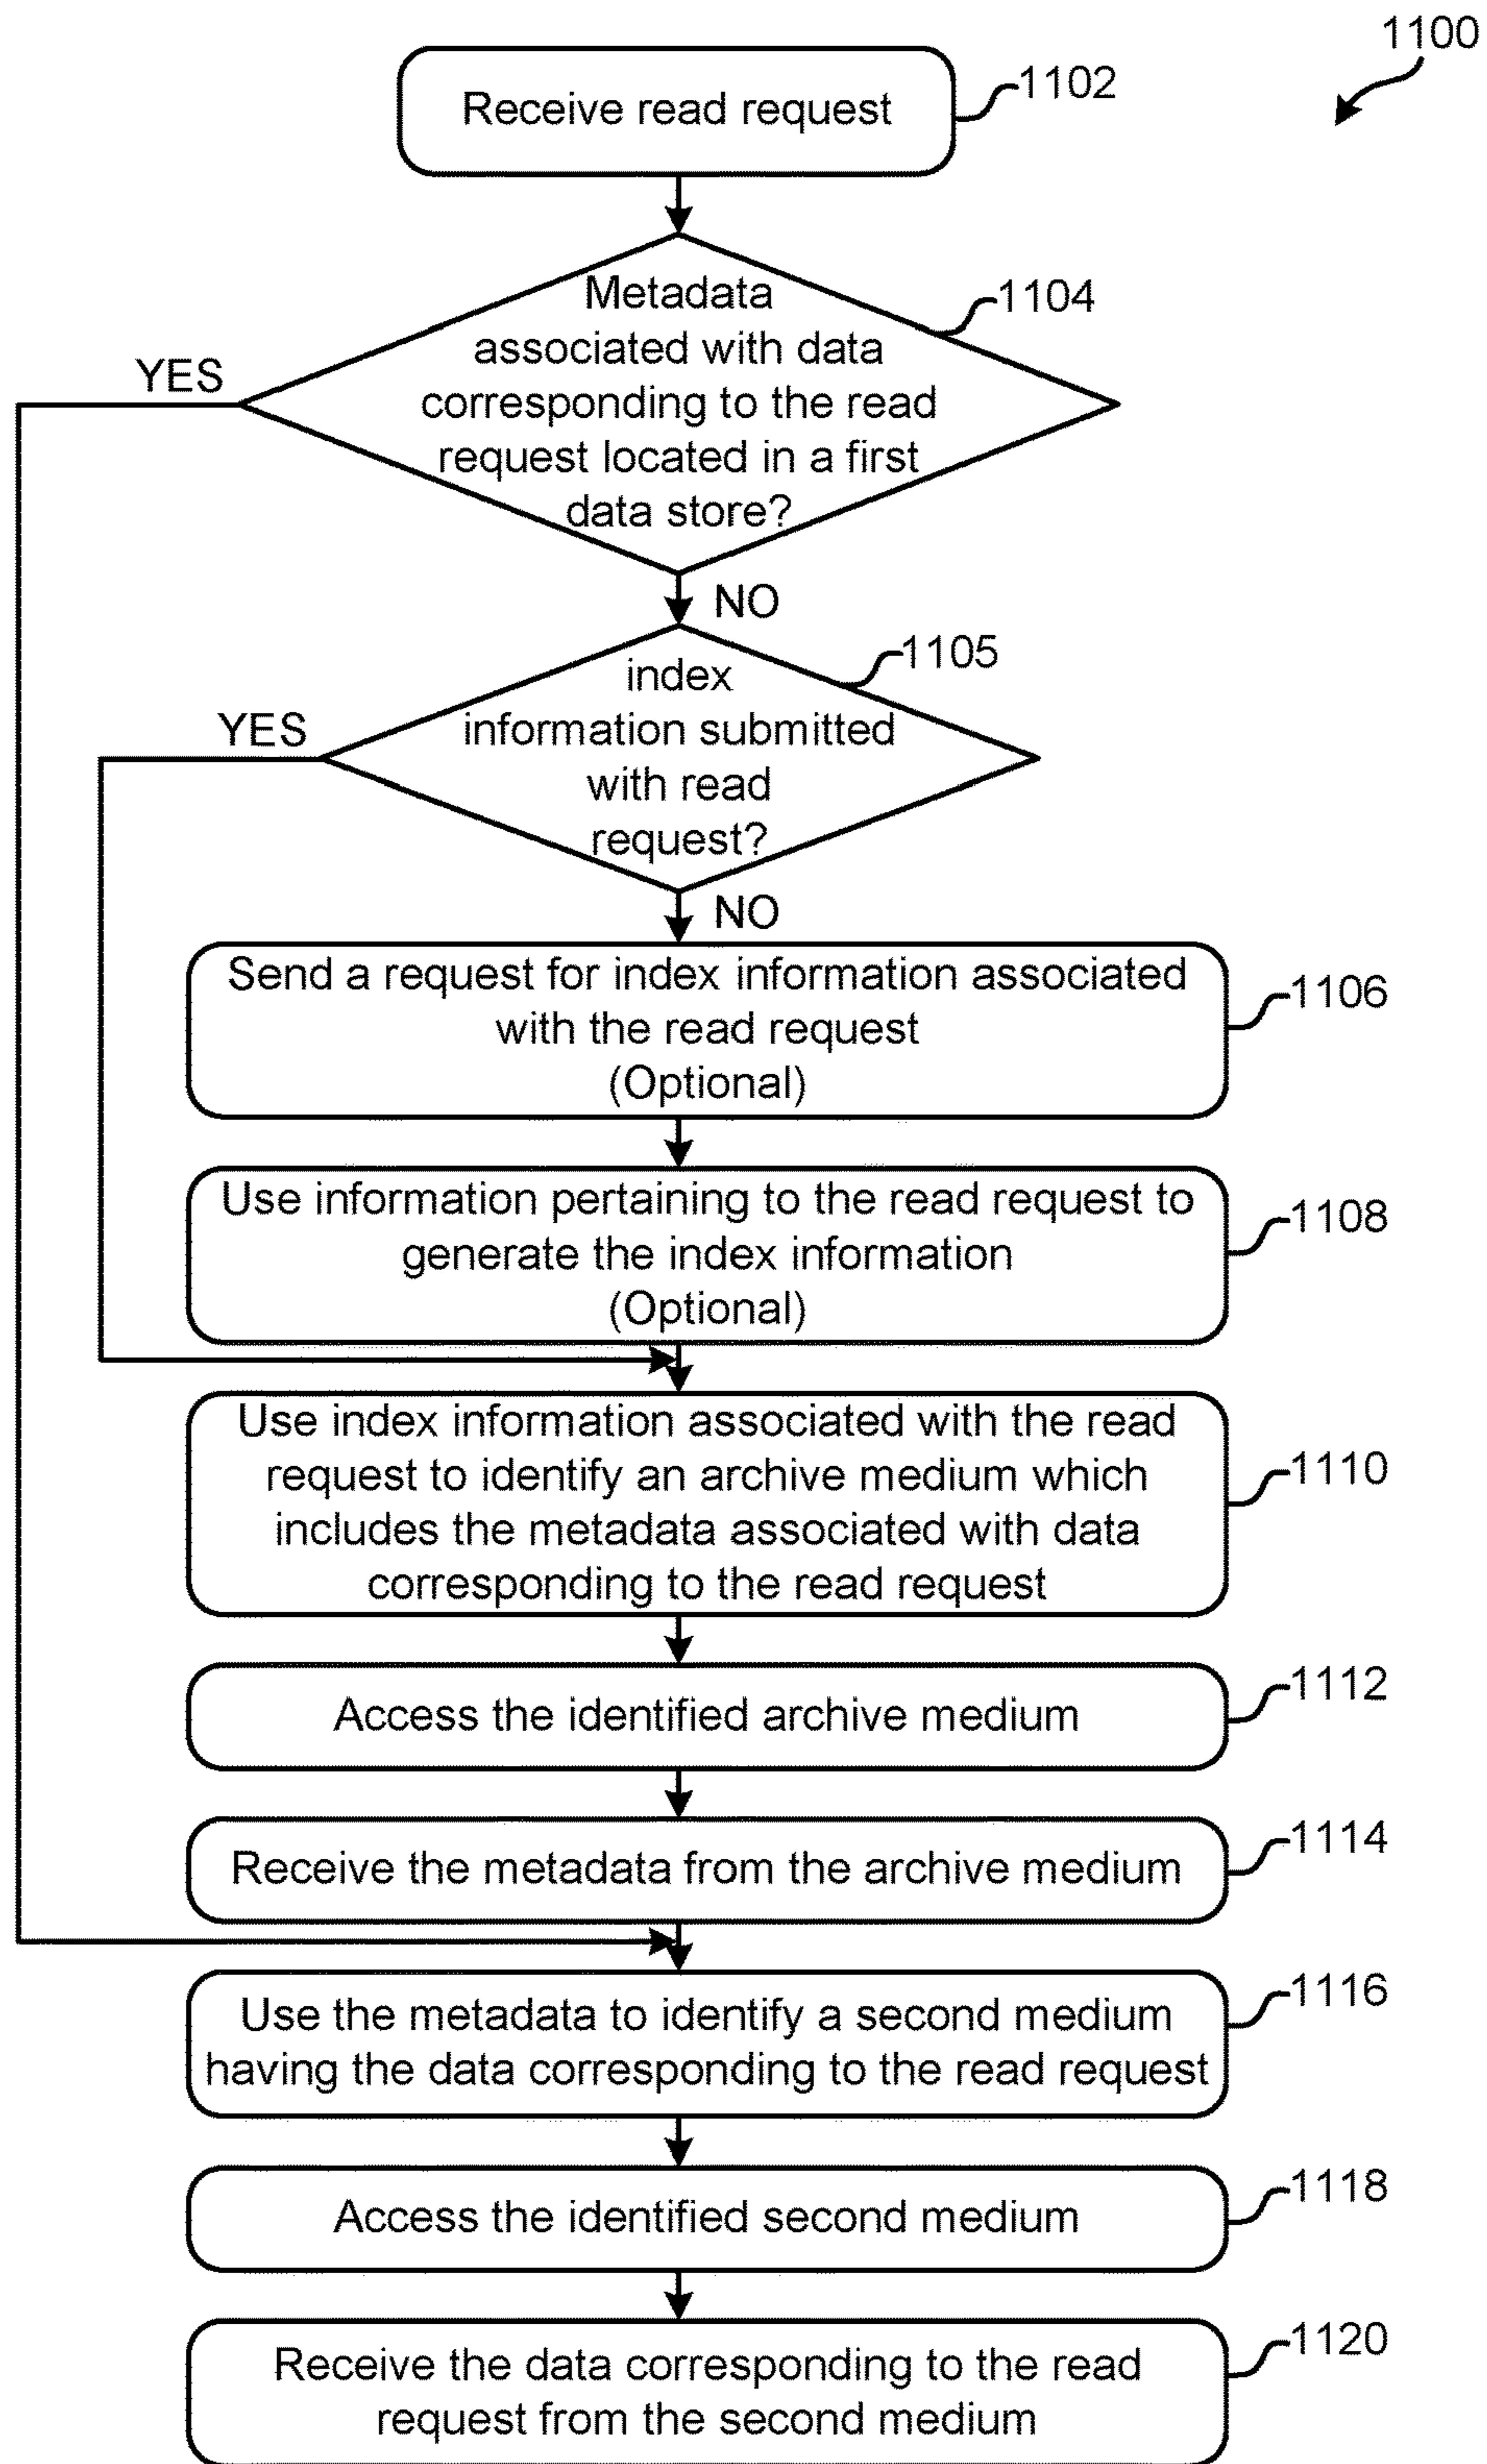 1100
Receive read request
1102
Metadata
associated with data
corresponding to the read
request located in a first
data store?
1104
YES
NO
index
information submitted
with read
request?
1105
YES
NO
Send a request for index information associated
with the read request
(Optional)
1106
Use information pertaining to the read request to
generate the index information
(Optional)
1108
Use index information associated with the read
request to identify an archive medium which
includes the metadata associated with data
corresponding to the read request
1110
Access the identified archive medium
1112
Receive the metadata from the archive medium
1114
Use the metadata to identify a second medium
having the data corresponding to the read request
1116
Access the identified second medium
1118
Receive the data corresponding to the read
request from the second medium
1120